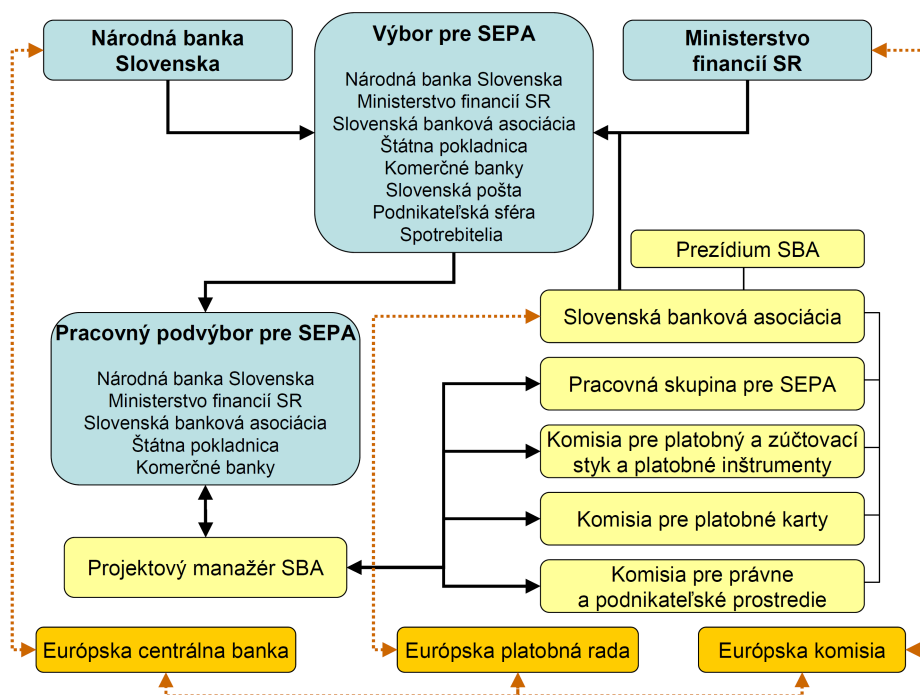 Národná banka
Slovenska
Výbor pre SEPA
Národná banka Slovenska
Ministerstvo financií SR
Slovenská banková asociácia
Štátna pokladnica
Komerčné banky
Slovenská pošta
Podnikateľská sféra
Spotrebitelia
Ministerstvo
financií SR
Prezídium SBA
Slovenská banková asociácia
Pracovný podvýbor pre SEPA
Národná banka Slovenska
Ministerstvo financií SR
Slovenská banková asociácia
Štátna pokladnica
Komerčné banky
Pracovná skupina pre SEPA
Komisia pre platobný a zúčtovací
styk a platobné inštrumenty
Komisia pre platobné karty
Projektový manažér SBA
Komisia pre právne
a podnikateľské prostredie
Európska centrálna banka
Európska platobná rada
Európska komisia